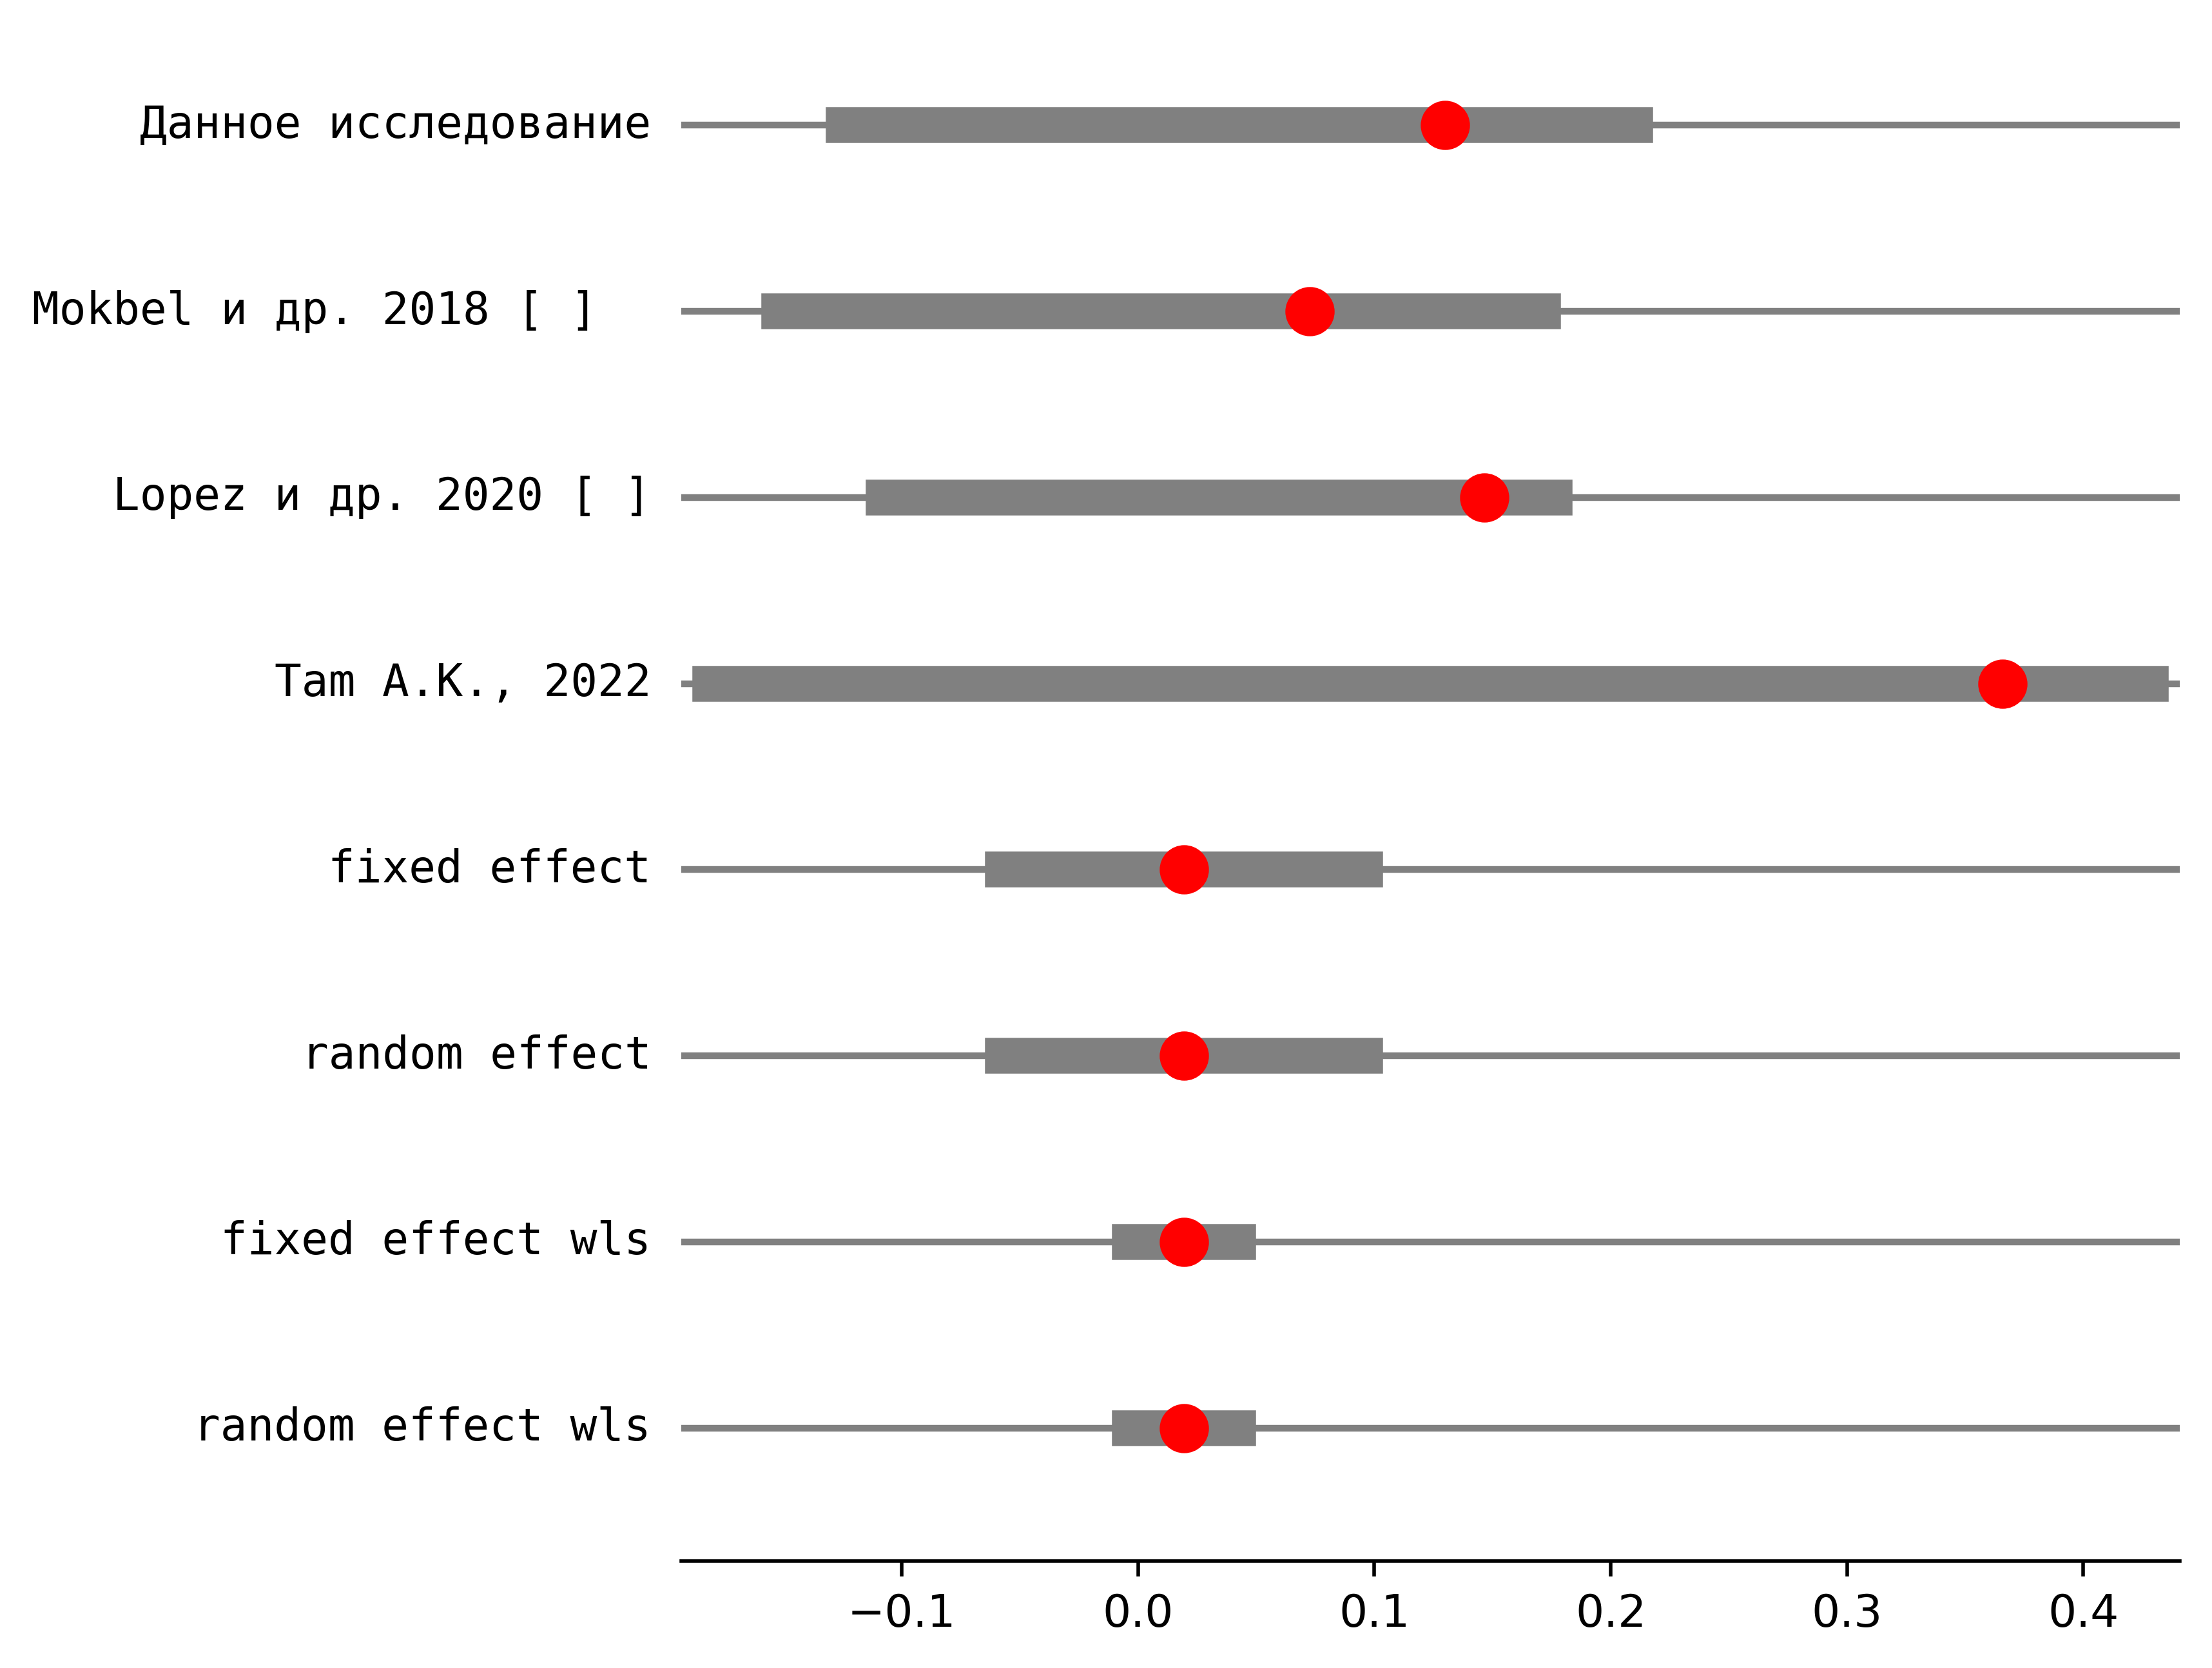 Данное исследование
Mokbel и др. 2018 [ ]
Lopez и др. 2020 [ ]
Tam A.K., 2022
fixed effect
random effect
fixed effect wls
random effect wls
−0.1 0.0 0.1 0.2 0.3 0.4